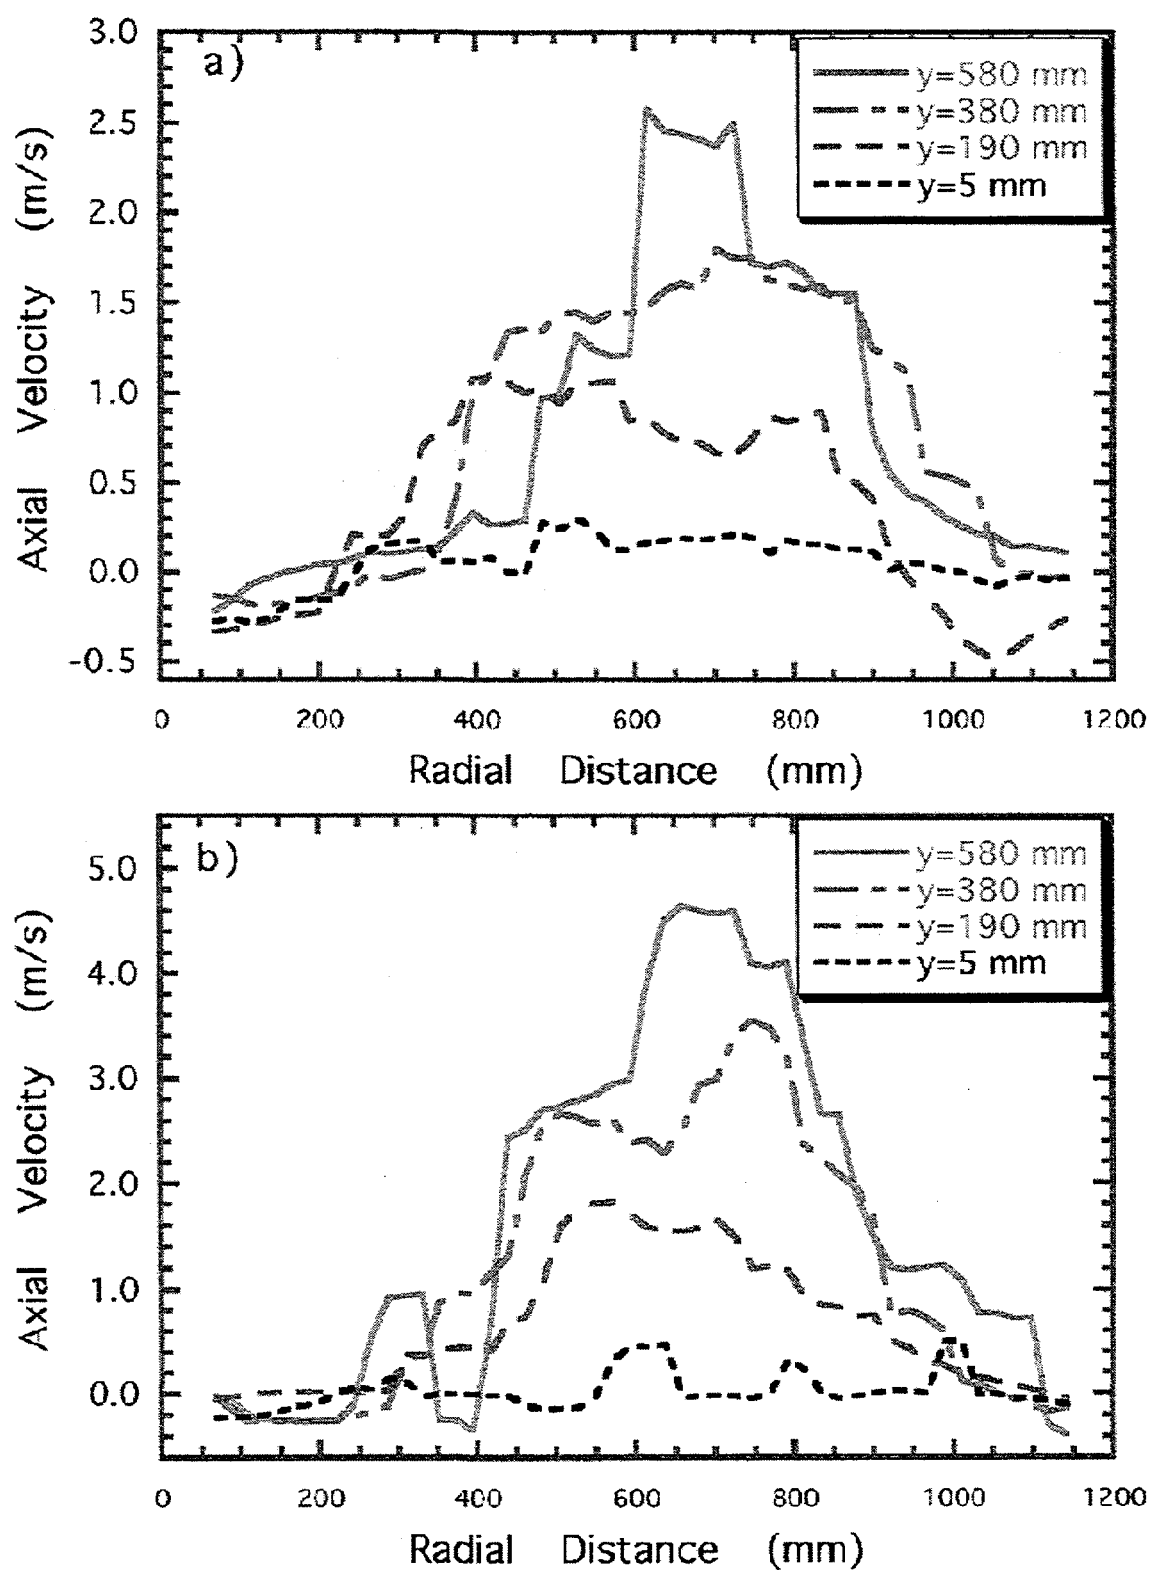 a)
3.0
2.5
2.0
1.5
1.0
0.5
0.0
-0.5
Axial Velocity (m/s)
y=580 mm
y=380 mm
y=190 mm
y=5 mm
0 200 400 600 800 1000 1200
Radial Distance (mm)
b)
5.0
4.0
3.0
2.0
1.0
0.0
Axial Velocity (m/s)
y=580 mm
y=380 mm
y=190 mm
y=5 mm
0 200 400 600 800 1000 1200
Radial Distance (mm)